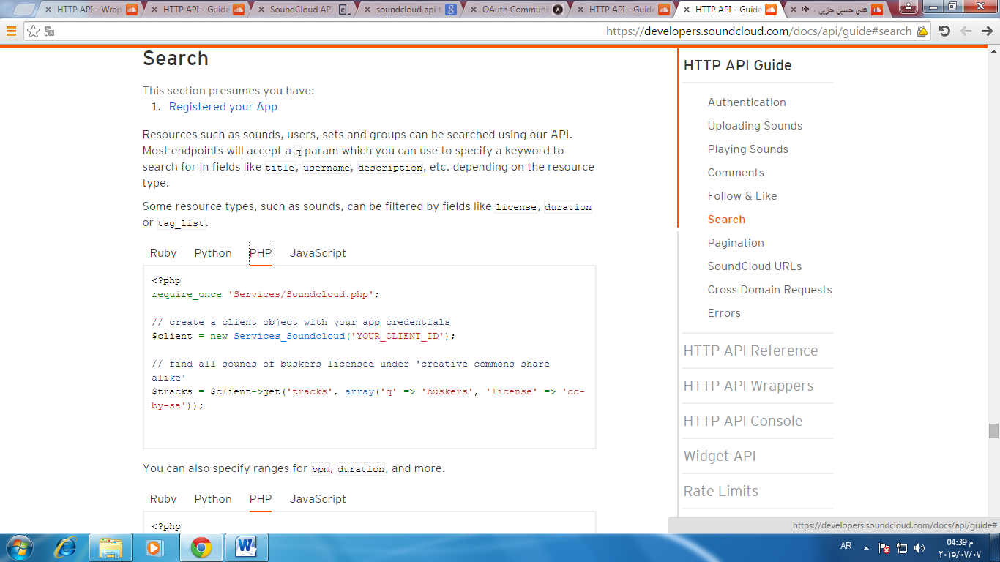 HTTP API - Wrap
HTTP API - Guide
SoundCloud API
soundcloud api t
OAuth Communi
HTTP API - Guide
HTTP API - Guide
علي حسين حزين
https://developers.soundcloud.com/docs/api/guide#search
Search
This section presumes you have:
1. Registered your App
Resources such as sounds, users, sets and groups can be searched using our API.
Most endpoints will accept a q param which you can use to specify a keyword to
search for in fields like title, username, description, etc. depending on the resource
type.
Some resource types, such as sounds, can be filtered by fields like license, duration
or tag_list.
Ruby Python PHP JavaScript
<?php
require_once 'Services/Soundcloud.php';
// create a client object with your app credentials
$client = new Services_Soundcloud('YOUR_CLIENT_ID');
// find all sounds of buskers licensed under 'creative commons share
alike'
$tracks = $client->get('tracks', array('q' => 'buskers', 'license' => 'cc-
by-sa'));
You can also specify ranges for bpm, duration, and more.
Ruby Python PHP JavaScript
<?php
HTTP API Guide
Authentication
Uploading Sounds
Playing Sounds
Comments
Follow & Like
Search
Pagination
SoundCloud URLs
Cross Domain Requests
Errors
HTTP API Reference
HTTP API Wrappers
HTTP API Console
Widget API
Rate Limits
https://developers.soundcloud.com/docs/api/guide#
AR
04:39 م
٢٠١٥/٠٧/٠٧